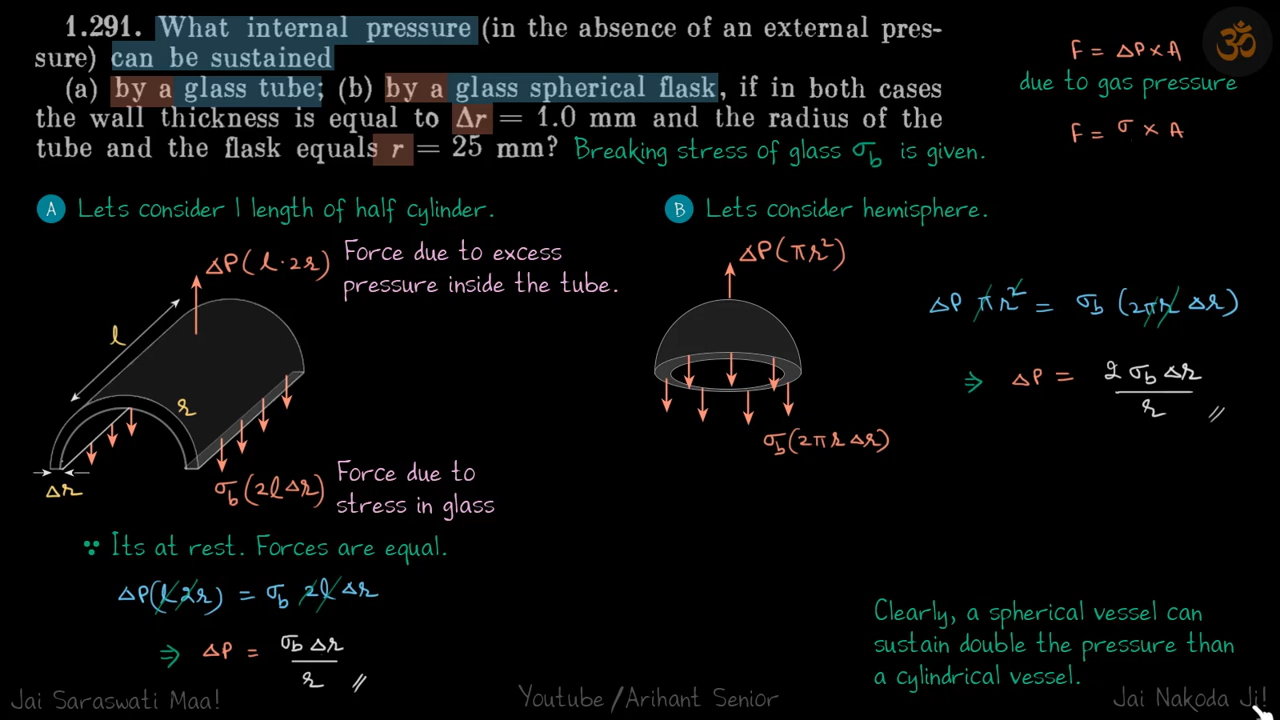 1.291. What internal pressure (in the absence of an external pres-
sure) can be sustained
(a) by a glass tube; (b) by a glass spherical flask, if in both cases
the wall thickness is equal to Δr = 1.0 mm and the radius of the
tube and the flask equals r = 25 mm? Breaking stress of glass σb is given.
ॐ
F = ΔP × A
due to gas pressure
F = σ × A
A Lets consider l length of half cylinder.
ΔP(l·2r)
Force due to excess
pressure inside the tube.
l
r
Δr
σb(2lΔr)
Force due to
stress in glass
∵ Its at rest. Forces are equal.
ΔP(l 2r) = σb 2l Δr
⇒ ΔP = σb Δr / r //
B Lets consider hemisphere.
ΔP(πr²)
σb(2πr Δr)
ΔP πr² = σb (2πr Δr)
⇒ ΔP = 2 σb Δr / r //
Clearly, a spherical vessel can
sustain double the pressure than
a cylindrical vessel.
Jai Saraswati Maa!
Youtube /Arihant Senior
Jai Nakoda Ji!